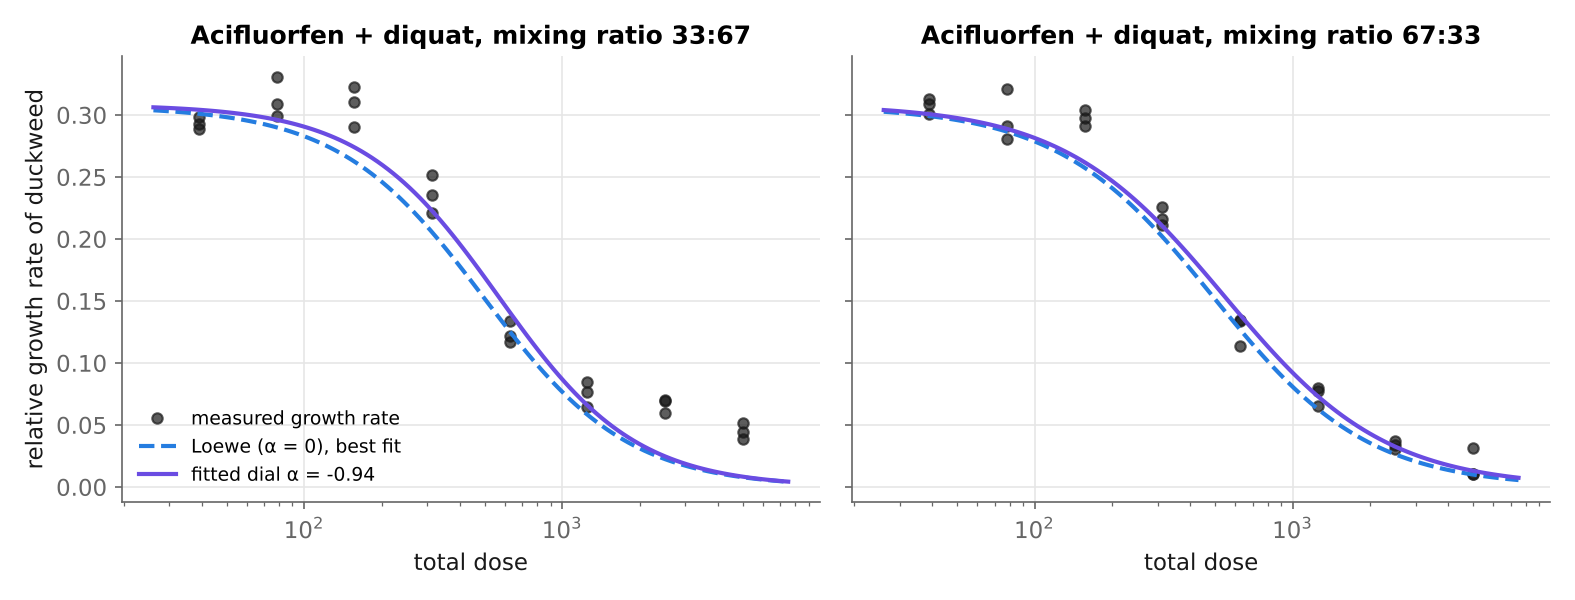 Acifluorfen + diquat, mixing ratio 33:67
Acifluorfen + diquat, mixing ratio 67:33
relative growth rate of duckweed
0.30
0.25
0.20
0.15
0.10
0.05
0.00
measured growth rate
Loewe (α = 0), best fit
fitted dial α = -0.94
10²
10³
total dose
10²
10³
total dose